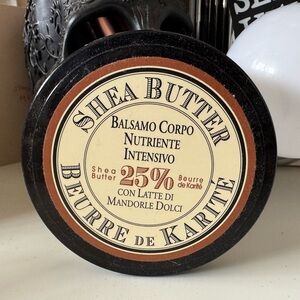 SHEA BUTTER
BALSAMO CORPO
NUTRIENTE
INTENSIVO
Shea Butter 25% Beurre de Karité
CON LATTE DI
MANDORLE DOLCI
BEURRE DE KARITÉ